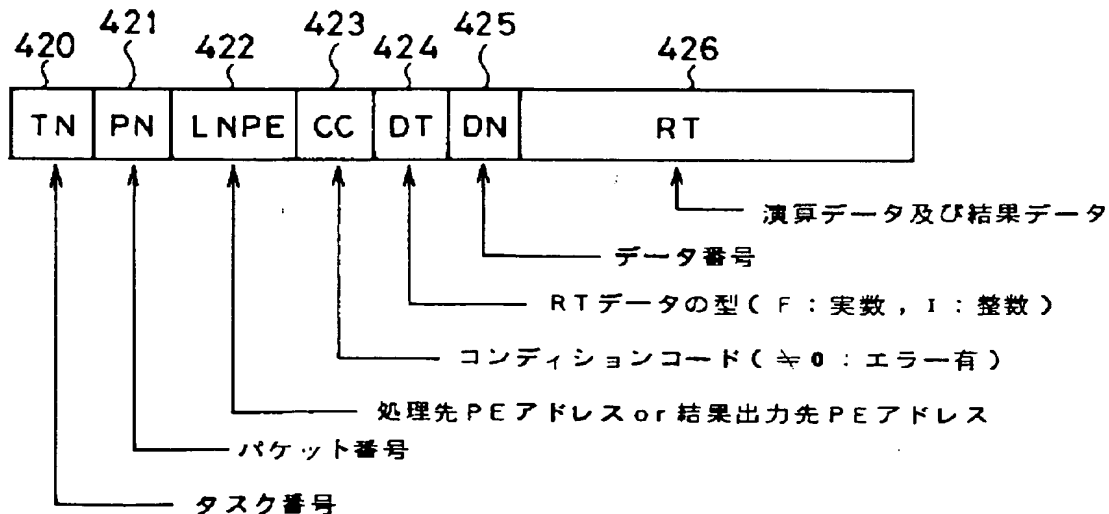 420 421 422 423 424 425 426
TN PN LNPE CC DT DN RT
演算データ及び結果データ
データ番号
RTデータの型(F:実数,I:整数)
コンディションコード(≒0:エラー有)
処理先PEアドレスor結果出力先PEアドレス
パケット番号
タスク番号